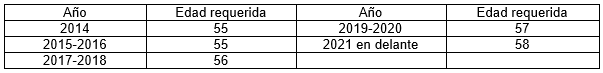 Año Edad requerida Año Edad requerida
2014 55 2019-2020 57
2015-2016 55 2021 en delante 58
2017-2018 56